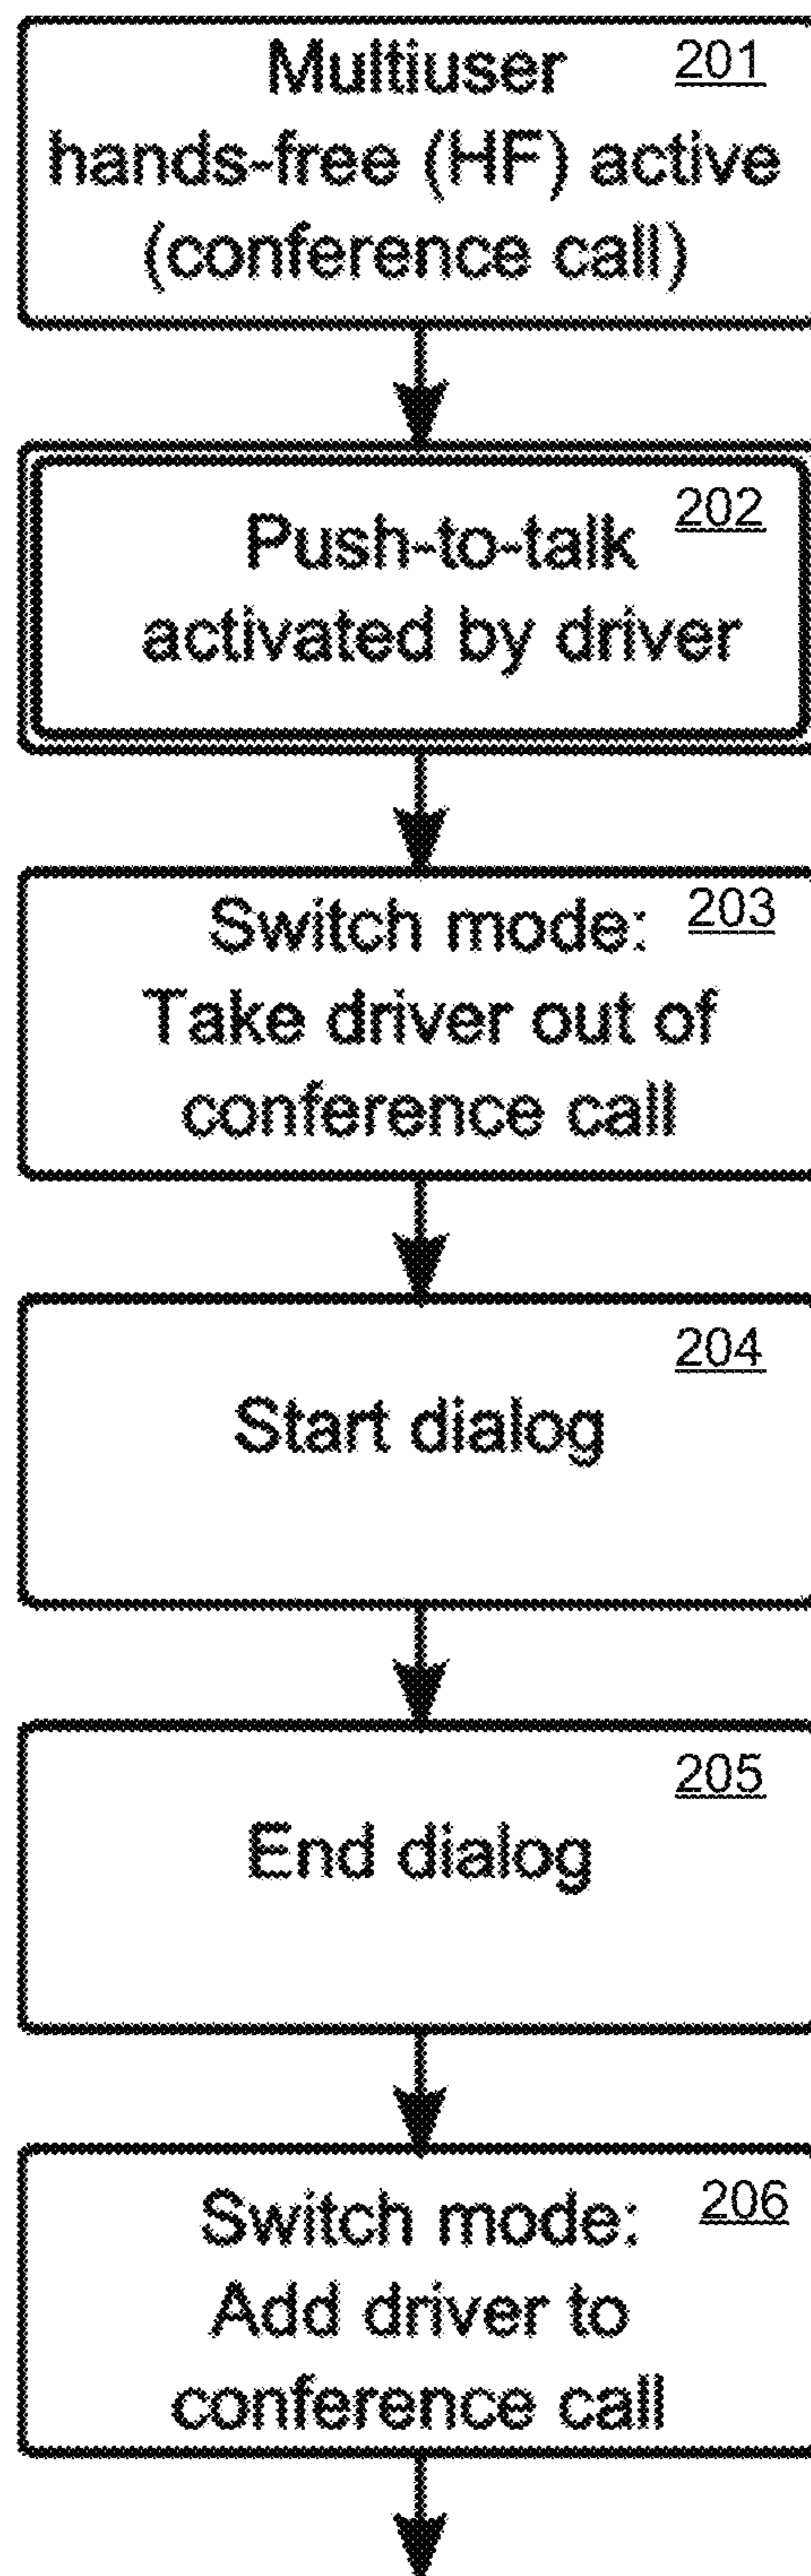 Multiuser 201
hands-free (HF) active
(conference call)
202
Push-to-talk
activated by driver
Switch mode: 203
Take driver out of
conference call
204
Start dialog
205
End dialog
Switch mode: 206
Add driver to
conference call